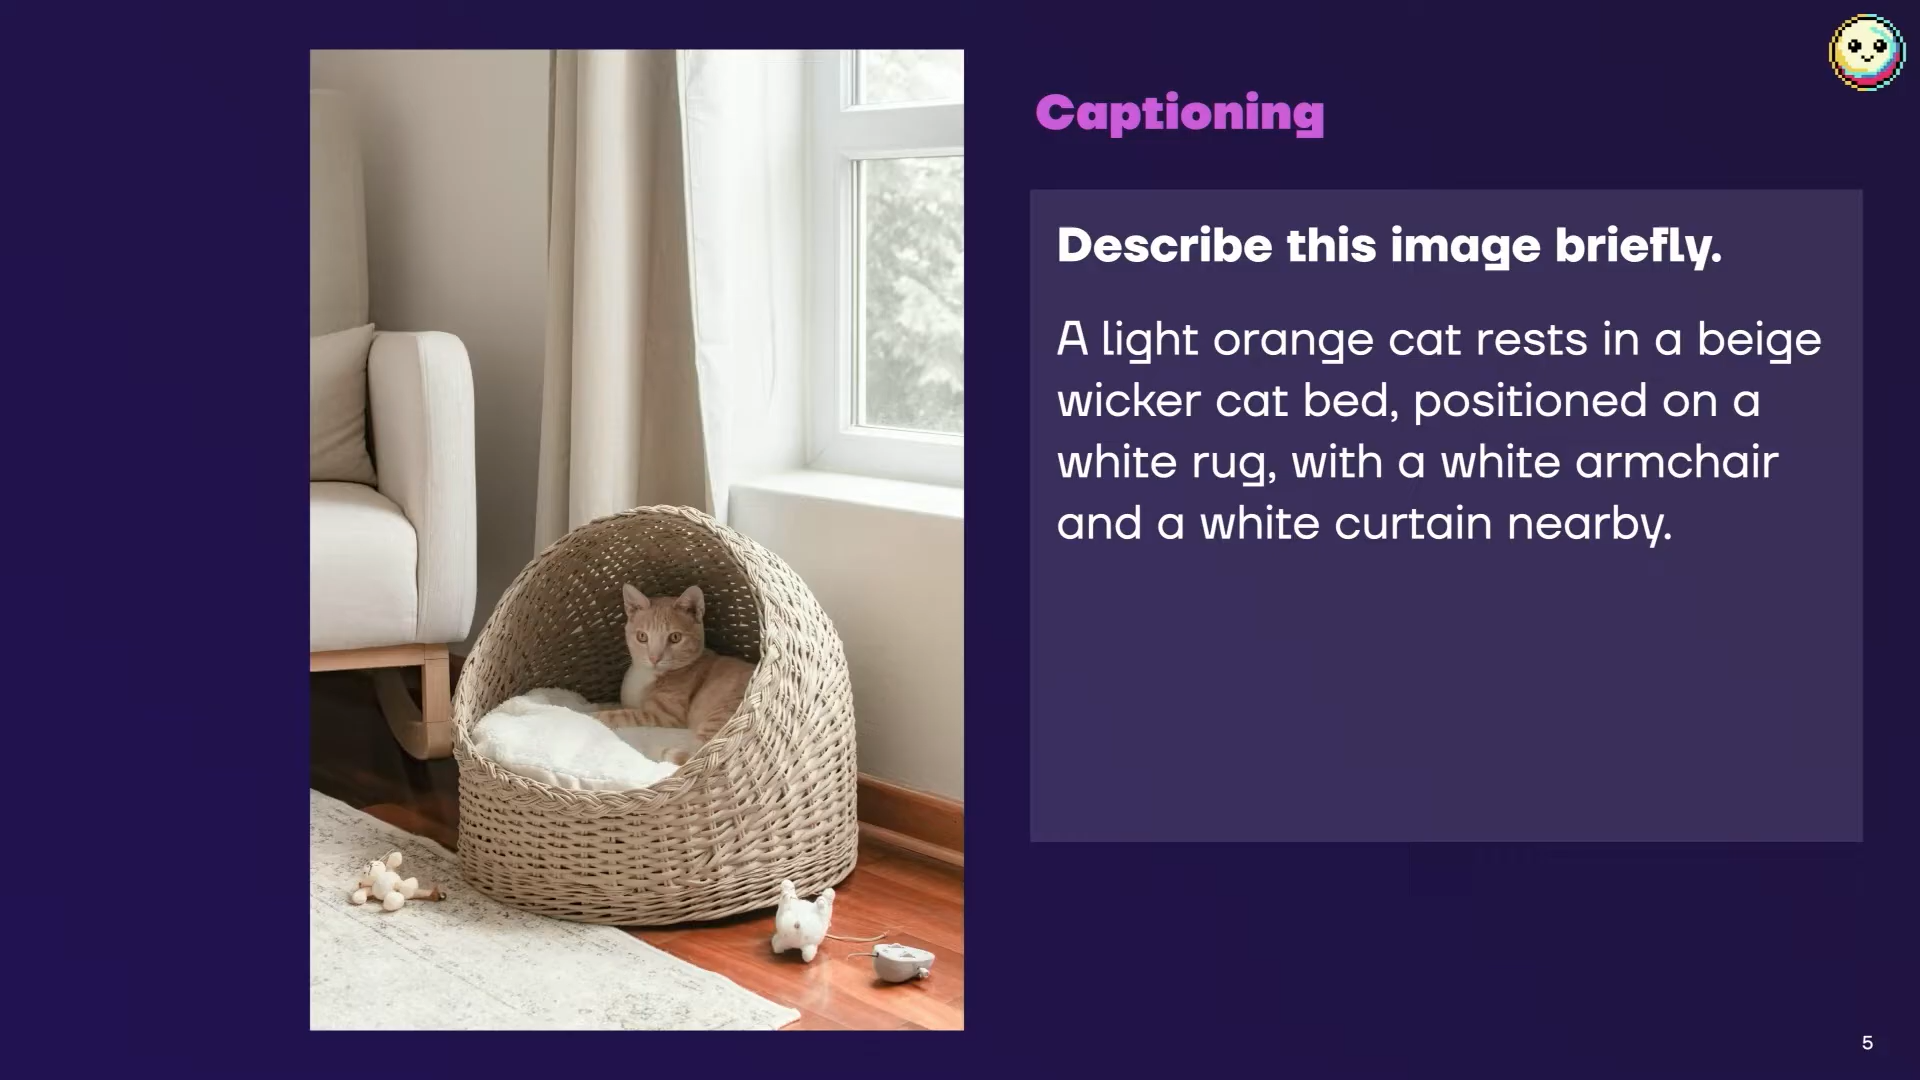 Captioning
Describe this image briefly.
A light orange cat rests in a beige
wicker cat bed, positioned on a
white rug, with a white armchair
and a white curtain nearby.
5